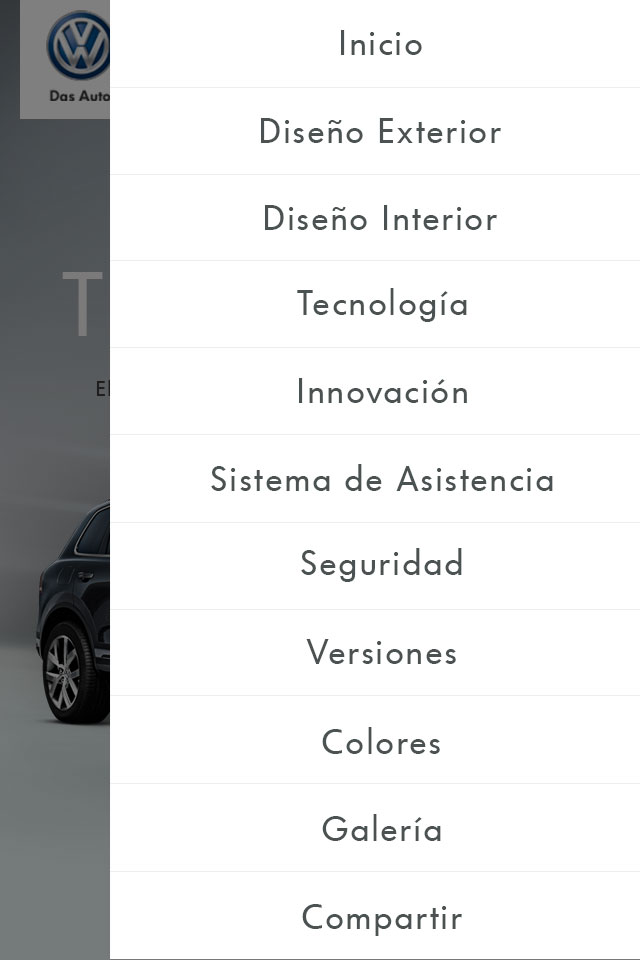 Das Auto
T
El
Inicio
Diseño Exterior
Diseño Interior
Tecnología
Innovación
Sistema de Asistencia
Seguridad
Versiones
Colores
Galería
Compartir